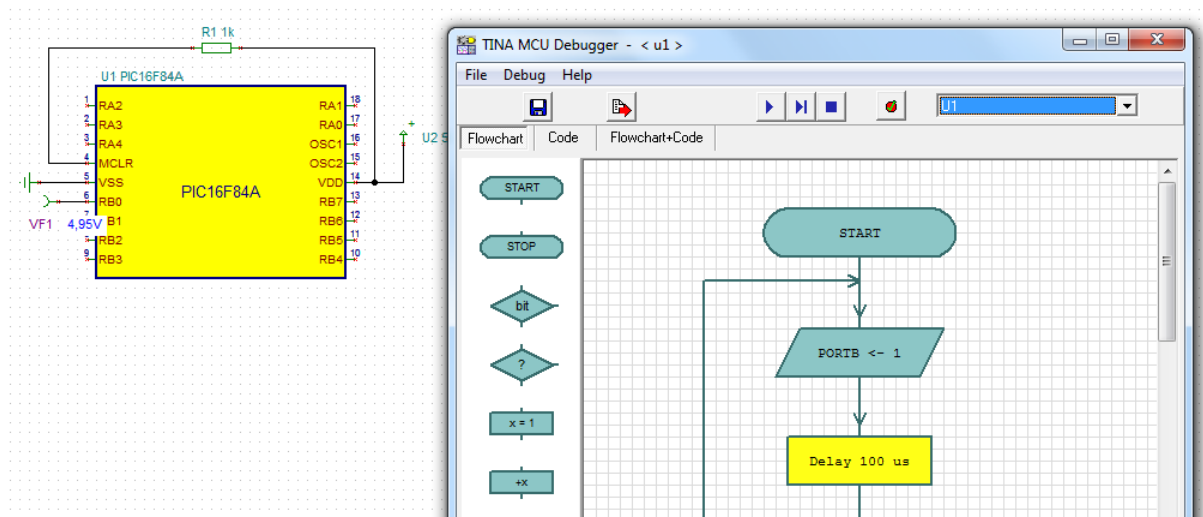 R1 1k
U1 PIC16F84A
1 RA2
2 RA3
3 RA4
4 MCLR
5 VSS
6 RB0
7 B1
RB2
9 RB3
PIC16F84A
RA1 18
RA0 17
OSC1 16
OSC2 15
VDD 14
RB7 13
RB6 12
RB5 11
RB4 10
+
U2 5
VF1 4,95V
TINA MCU Debugger - < u1 >
File Debug Help
U1
Flowchart Code Flowchart+Code
START
STOP
bit
?
x = 1
+x
START
PORTB <- 1
Delay 100 us